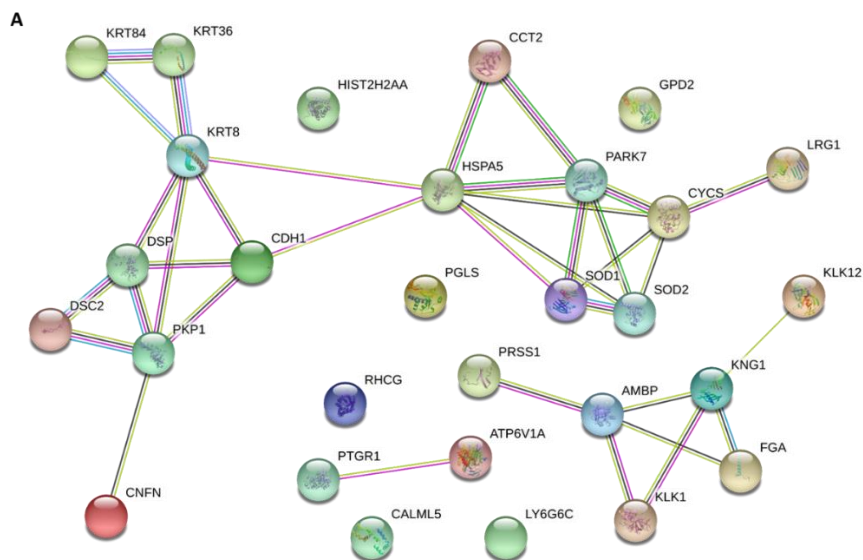 A
KRT84
KRT36
CCT2
HIST2H2AA
GPD2
KRT8
HSPA5
PARK7
LRG1
CYCS
DSP
CDH1
PGLS
SOD1
SOD2
KLK12
DSC2
PKP1
PRSS1
AMBP
KNG1
RHCG
PTGR1
ATP6V1A
FGA
CNFN
KLK1
CALML5
LY6G6C